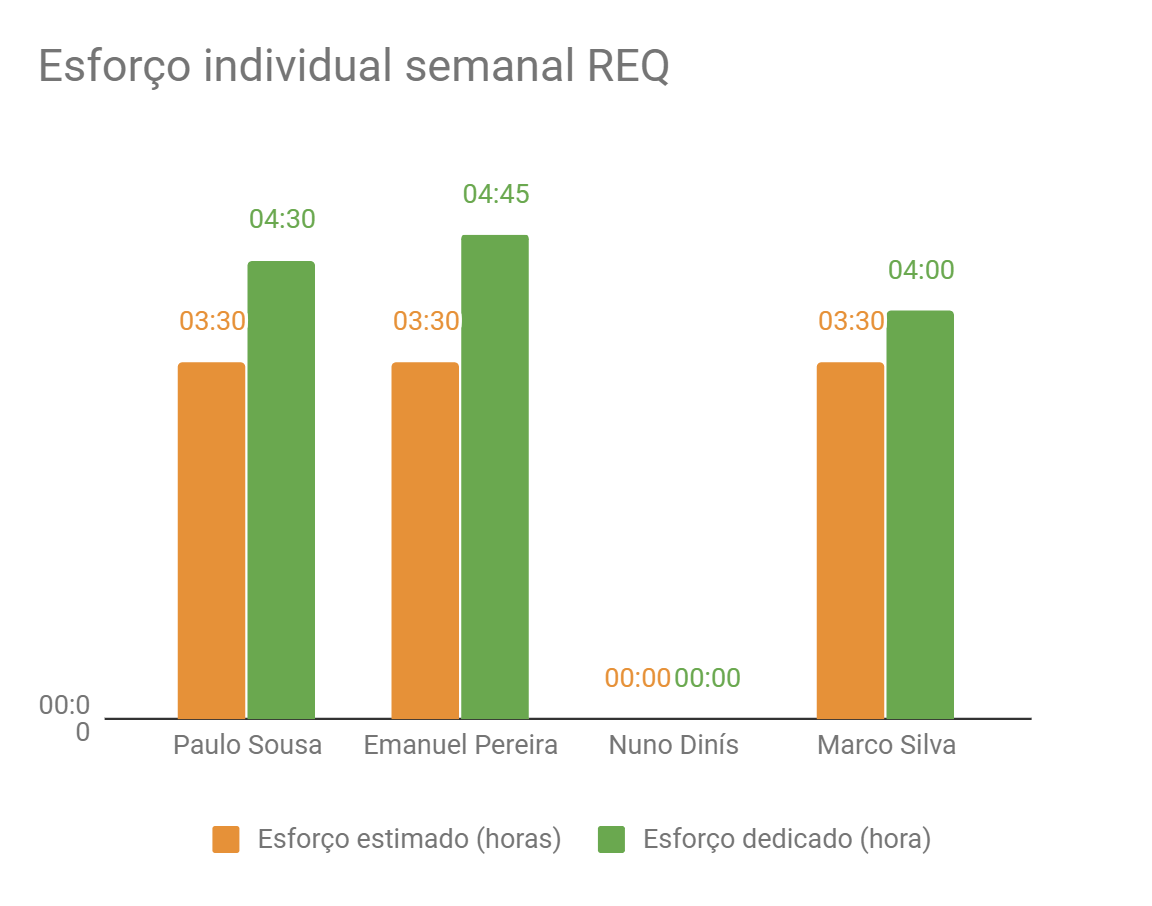 Esforço individual semanal REQ
04:45
04:30
04:00
03:30
03:30
03:30
00:00
00:00
00:0
0
Paulo Sousa
Emanuel Pereira
Nuno Dinís
Marco Silva
Esforço estimado (horas)
Esforço dedicado (hora)